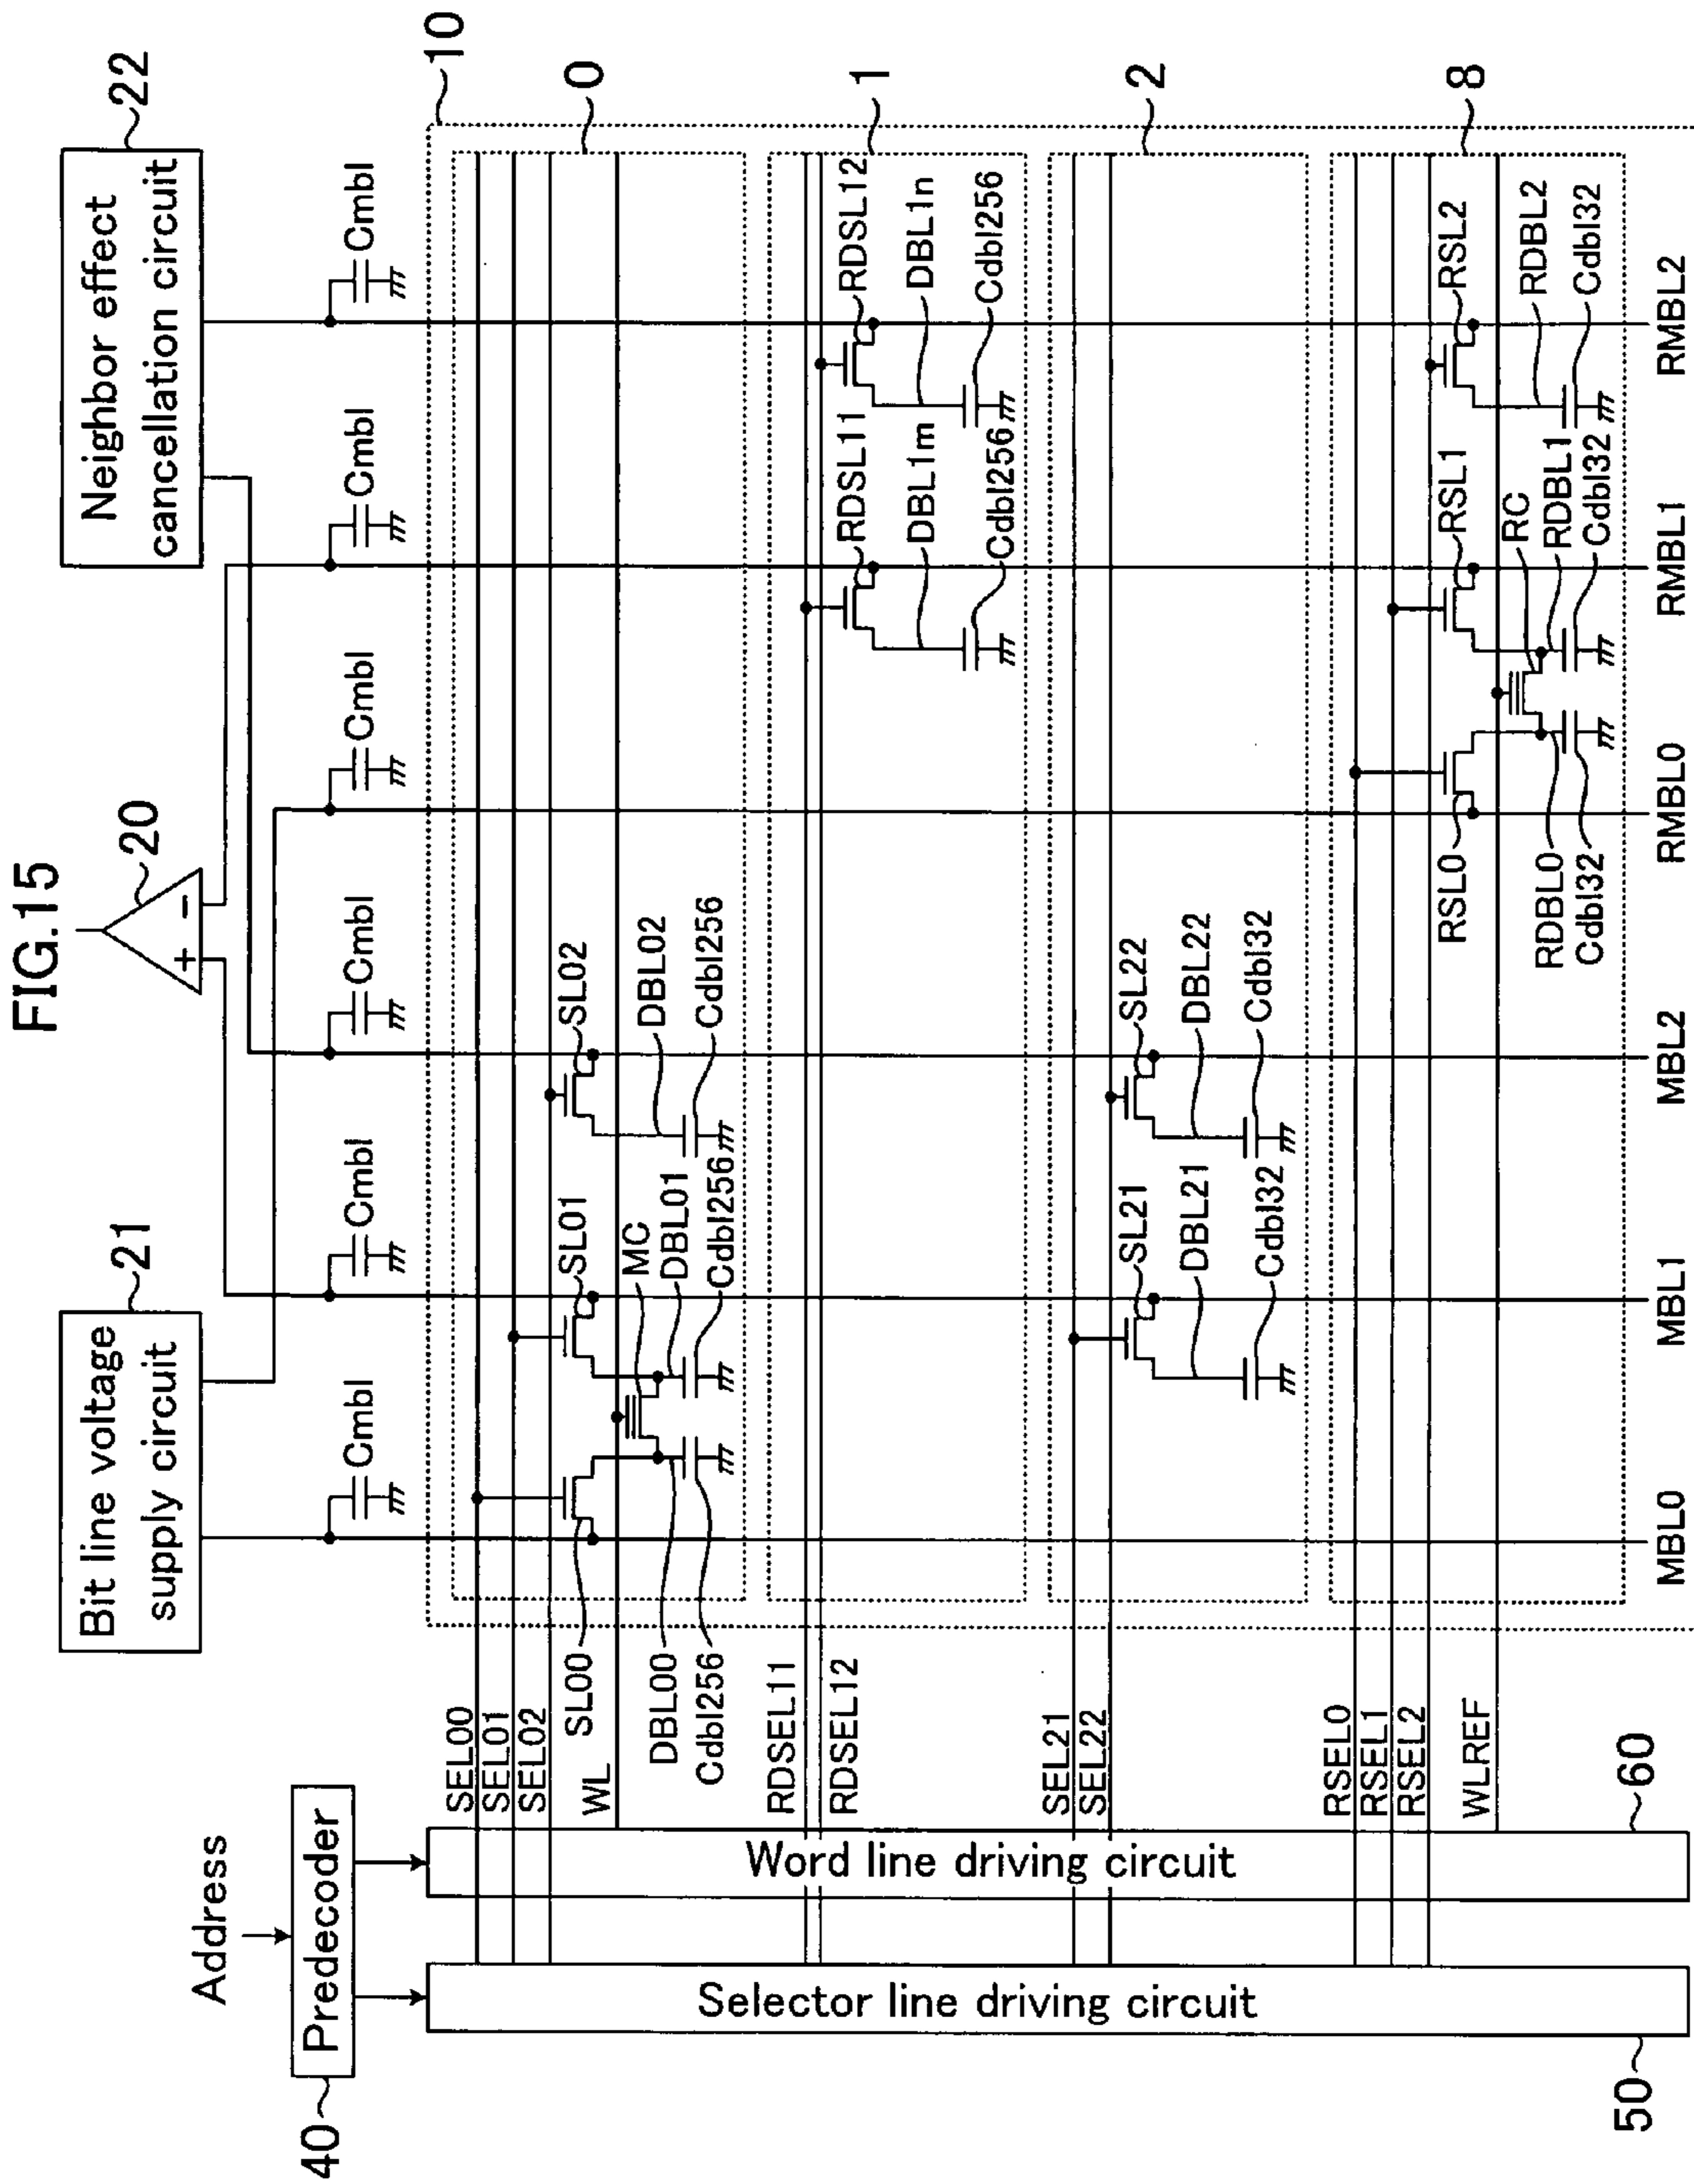 FIG.15
Address
40
Predecoder
Bit line voltage
supply circuit
21
20
+
−
Neighbor effect
cancellation circuit
22
Cmbl
Cmbl
Cmbl
Cmbl
Cmbl
Cmbl
10
SEL00
SEL01
SEL02
WL
SL00
DBL00
Cdbl256
SL01
MC
DBL01
Cdbl256
SL02
DBL02
Cdbl256
0
RDSEL11
RDSEL12
RDSL11
DBL1m
Cdbl256
RDSL12
DBL1n
Cdbl256
1
SEL21
SEL22
SL21
DBL21
Cdbl32
SL22
DBL22
Cdbl32
2
RSEL0
RSEL1
RSEL2
WLREF
RSL0
RDBL0
Cdbl32
RSL1
RC
RDBL1
Cdbl32
RSL2
RDBL2
Cdbl32
8
Selector line driving circuit
Word line driving circuit
50
60
MBL0
MBL1
MBL2
RMBL0
RMBL1
RMBL2